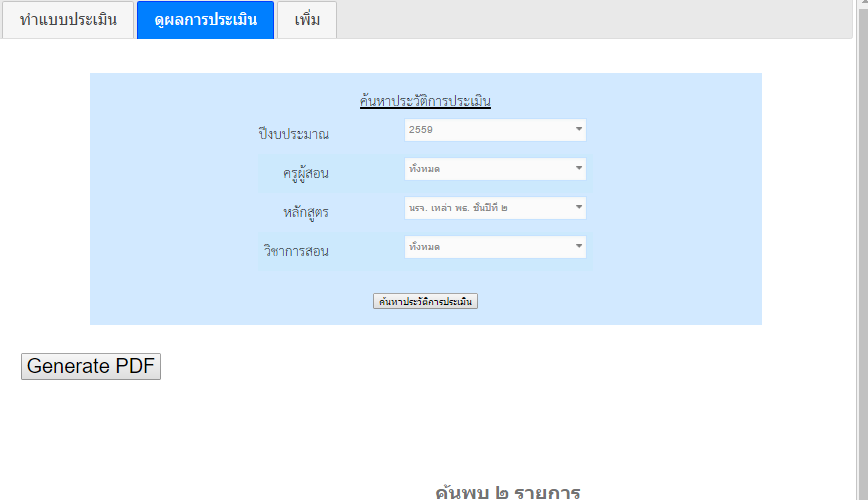 ทำแบบประเมิน ดูผลการประเมิน เพิ่ม
ค้นหาประวัติการประเมิน
ปีงบประมาณ 2559
ครูผู้สอน ทั้งหมด
หลักสูตร นรจ. เหล่า พธ. ชั้นปีที่ ๒
วิชาการสอน ทั้งหมด
ค้นหาประวัติการประเมิน
Generate PDF
ค้นพบ ๒ รายการ